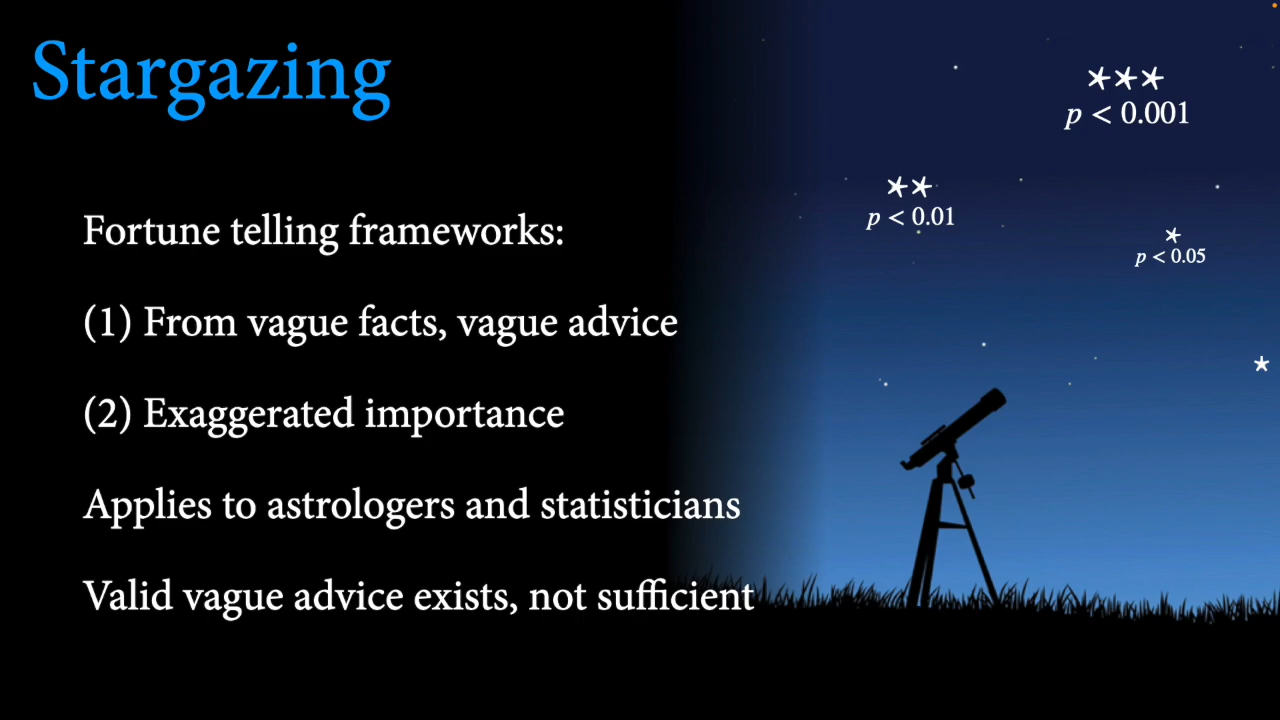 Stargazing
Fortune telling frameworks:
(1) From vague facts, vague advice
(2) Exaggerated importance
Applies to astrologers and statisticians
Valid vague advice exists, not sufficient
***
p < 0.001
**
p < 0.01
*
p < 0.05
*